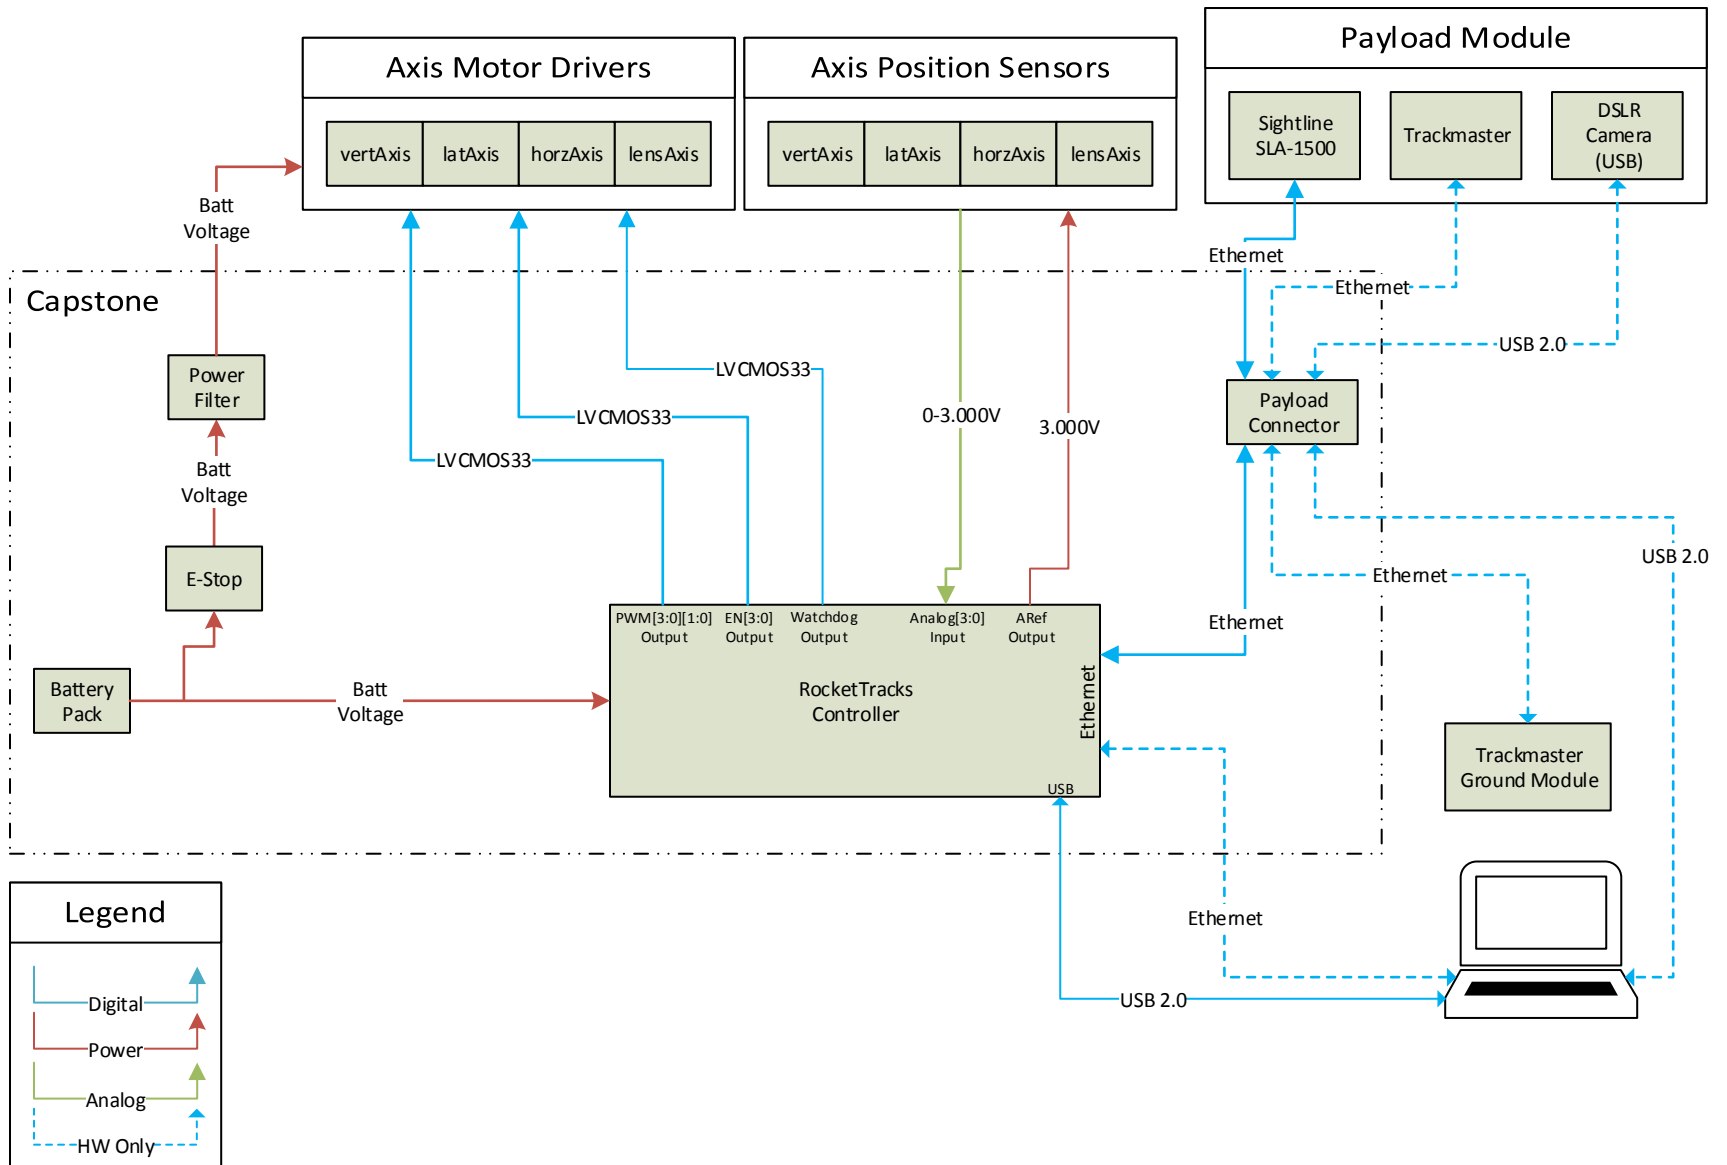 Axis Motor Drivers
vertAxis
latAxis
horzAxis
lensAxis
Axis Position Sensors
vertAxis
latAxis
horzAxis
lensAxis
Payload Module
Sightline
SLA-1500
Trackmaster
DSLR
Camera
(USB)
Batt
Voltage
Ethernet
Ethernet
USB 2.0
Capstone
Power
Filter
LVCMOS33
LVCMOS33
LVCMOS33
0-3.000V
3.000V
Payload
Connector
Batt
Voltage
E-Stop
USB 2.0
Ethernet
Ethernet
PWM[3:0][1:0]
Output
EN[3:0]
Output
Watchdog
Output
Analog[3:0]
Input
ARef
Output
Battery
Pack
Batt
Voltage
RocketTracks
Controller
Ethernet
USB
Trackmaster
Ground Module
Ethernet
USB 2.0
Legend
Digital
Power
Analog
HW Only